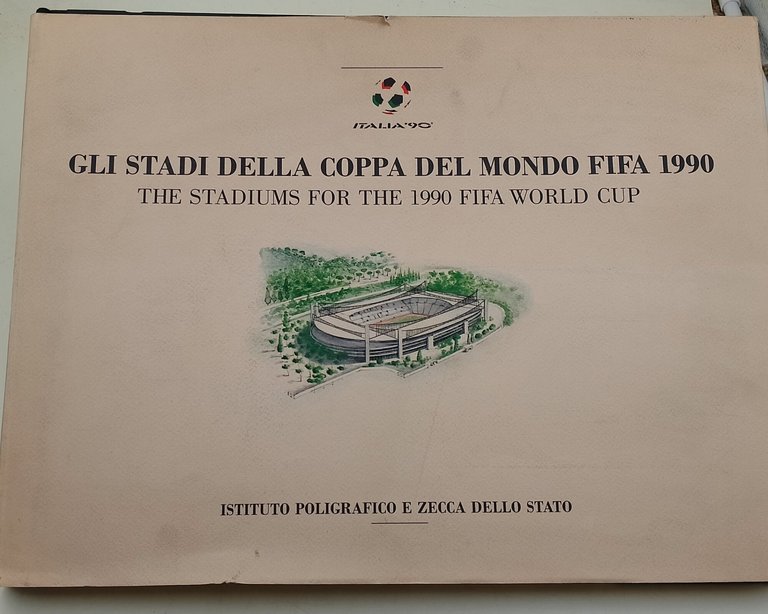 ITALIA'90
GLI STADI DELLA COPPA DEL MONDO FIFA 1990
THE STADIUMS FOR THE 1990 FIFA WORLD CUP
ISTITUTO POLIGRAFICO E ZECCA DELLO STATO